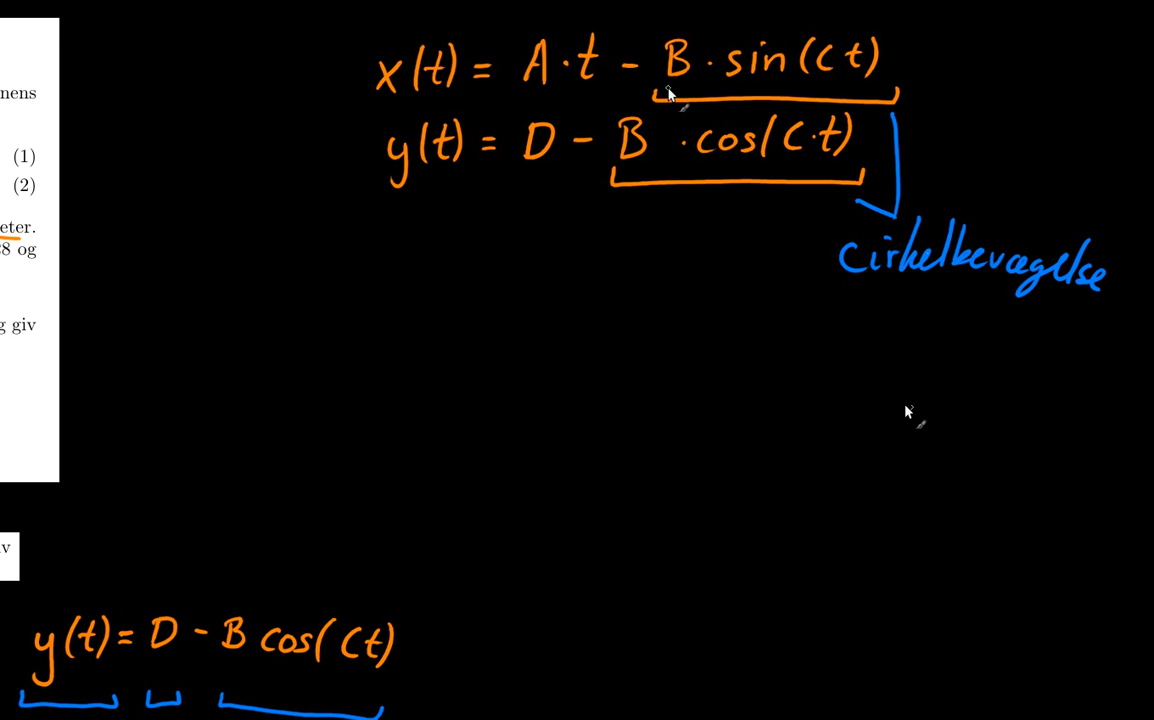 nens
x(t) = A·t - B·sin(Ct)
y(t) = D - B ·cos(C·t)
(1)
(2)
eter.
8 og
cirkelbevægelse
g giv
v
y(t) = D - B cos(Ct)